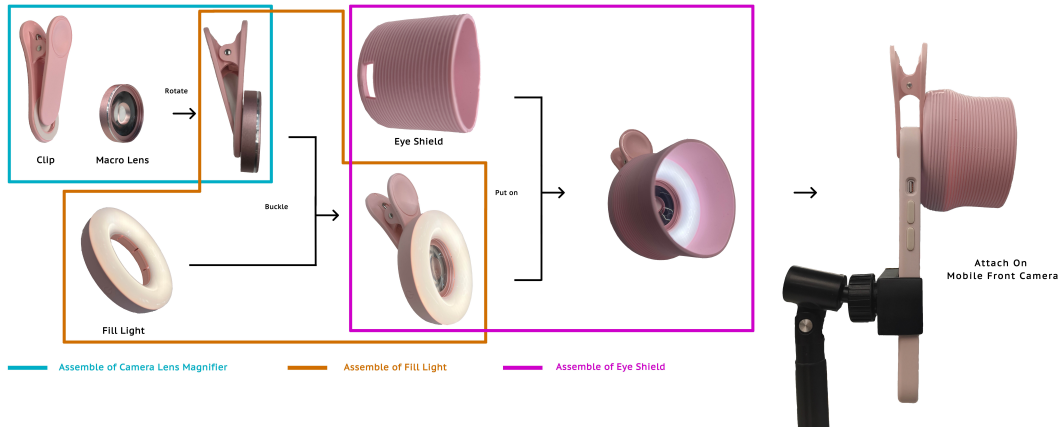 Rotate
Clip
Macro Lens
Eye Shield
Put on
Buckle
Fill Light
Attach On
Mobile Front Camera
Assemble of Camera Lens Magnifier
Assemble of Fill Light
Assemble of Eye Shield